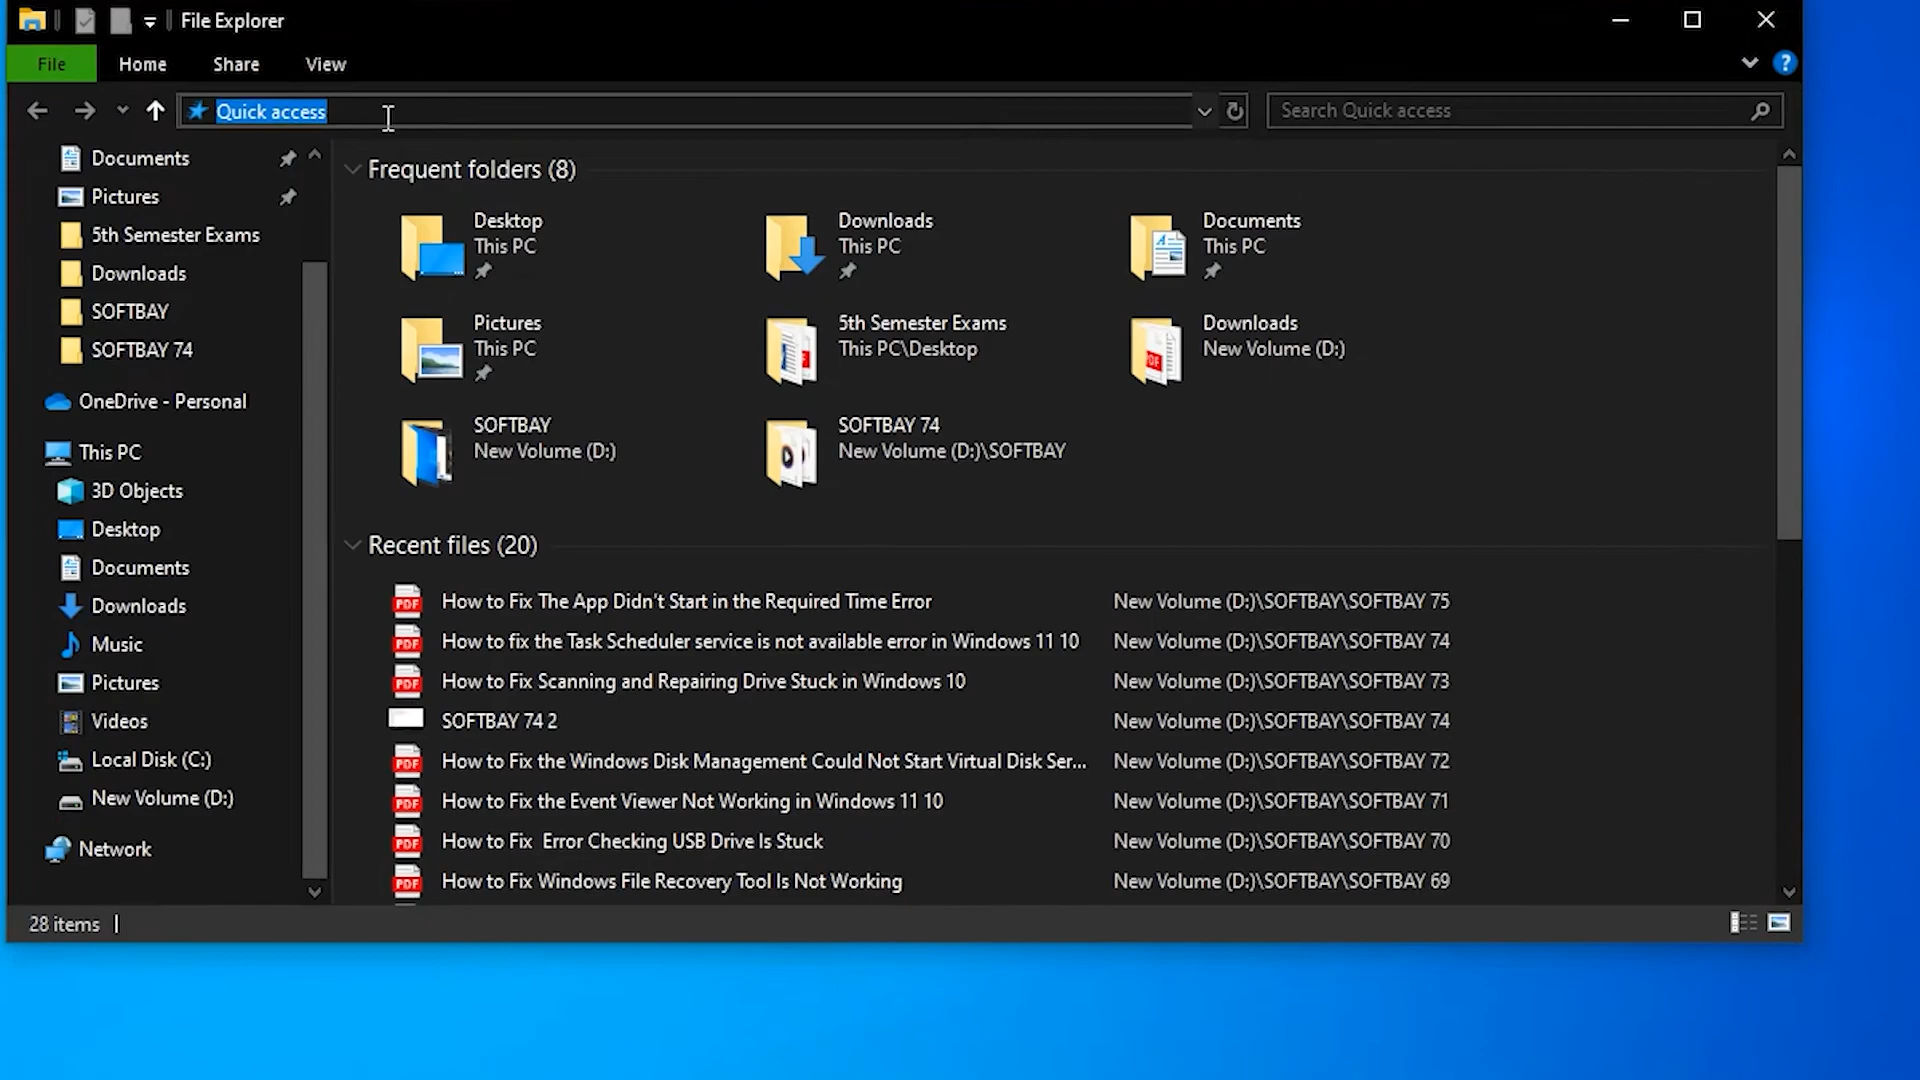 File Explorer
File Home Share View
Quick access
Search Quick access
Documents
Pictures
5th Semester Exams
Downloads
SOFTBAY
SOFTBAY 74
OneDrive - Personal
This PC
3D Objects
Desktop
Documents
Downloads
Music
Pictures
Videos
Local Disk (C:)
New Volume (D:)
Network
Frequent folders (8)
Desktop
This PC
Downloads
This PC
Documents
This PC
Pictures
This PC
5th Semester Exams
This PC\Desktop
Downloads
New Volume (D:)
SOFTBAY
New Volume (D:)
SOFTBAY 74
New Volume (D:)\SOFTBAY
Recent files (20)
How to Fix The App Didn't Start in the Required Time Error New Volume (D:)\SOFTBAY\SOFTBAY 75
How to fix the Task Scheduler service is not available error in Windows 11 10 New Volume (D:)\SOFTBAY\SOFTBAY 74
How to Fix Scanning and Repairing Drive Stuck in Windows 10 New Volume (D:)\SOFTBAY\SOFTBAY 73
SOFTBAY 74 2 New Volume (D:)\SOFTBAY\SOFTBAY 74
How to Fix the Windows Disk Management Could Not Start Virtual Disk Ser... New Volume (D:)\SOFTBAY\SOFTBAY 72
How to Fix the Event Viewer Not Working in Windows 11 10 New Volume (D:)\SOFTBAY\SOFTBAY 71
How to Fix  Error Checking USB Drive Is Stuck New Volume (D:)\SOFTBAY\SOFTBAY 70
How to Fix Windows File Recovery Tool Is Not Working New Volume (D:)\SOFTBAY\SOFTBAY 69
28 items